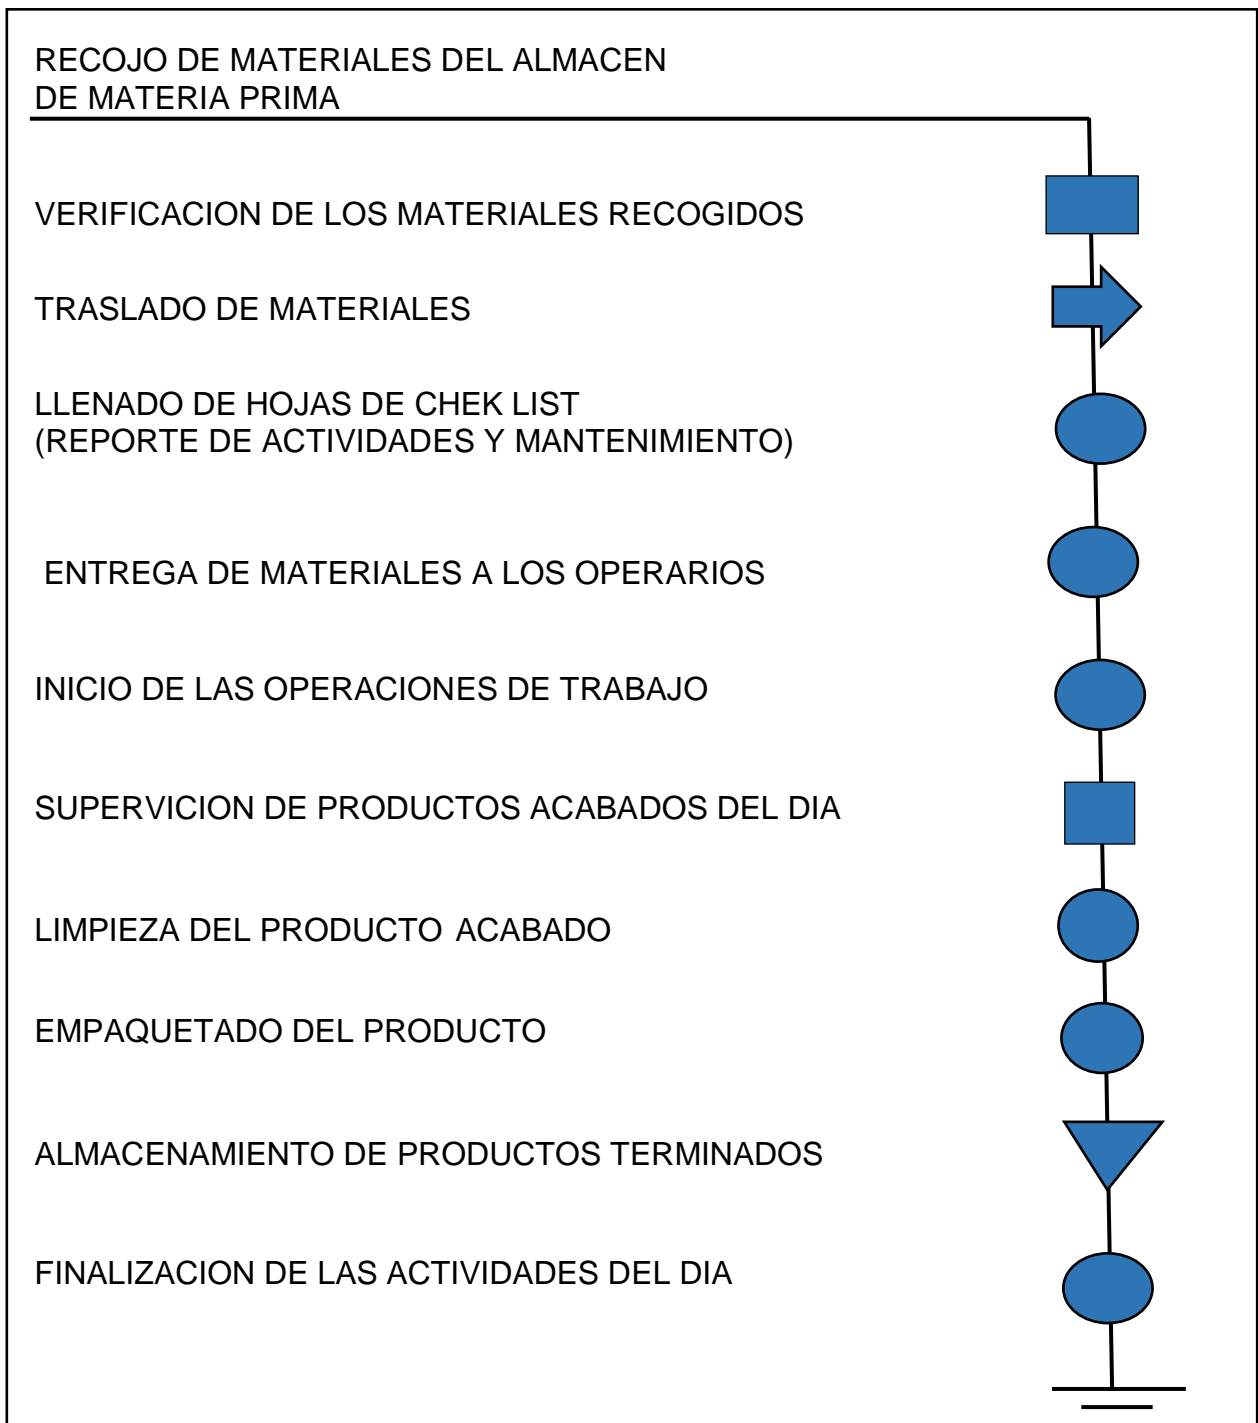 RECOJO DE MATERIALES DEL ALMACEN
DE MATERIA PRIMA
VERIFICACION DE LOS MATERIALES RECOGIDOS
TRASLADO DE MATERIALES
LLENADO DE HOJAS DE CHEK LIST
(REPORTE DE ACTIVIDADES Y MANTENIMIENTO)
ENTREGA DE MATERIALES A LOS OPERARIOS
INICIO DE LAS OPERACIONES DE TRABAJO
SUPERVICION DE PRODUCTOS ACABADOS DEL DIA
LIMPIEZA DEL PRODUCTO ACABADO
EMPAQUETADO DEL PRODUCTO
ALMACENAMIENTO DE PRODUCTOS TERMINADOS
FINALIZACION DE LAS ACTIVIDADES DEL DIA